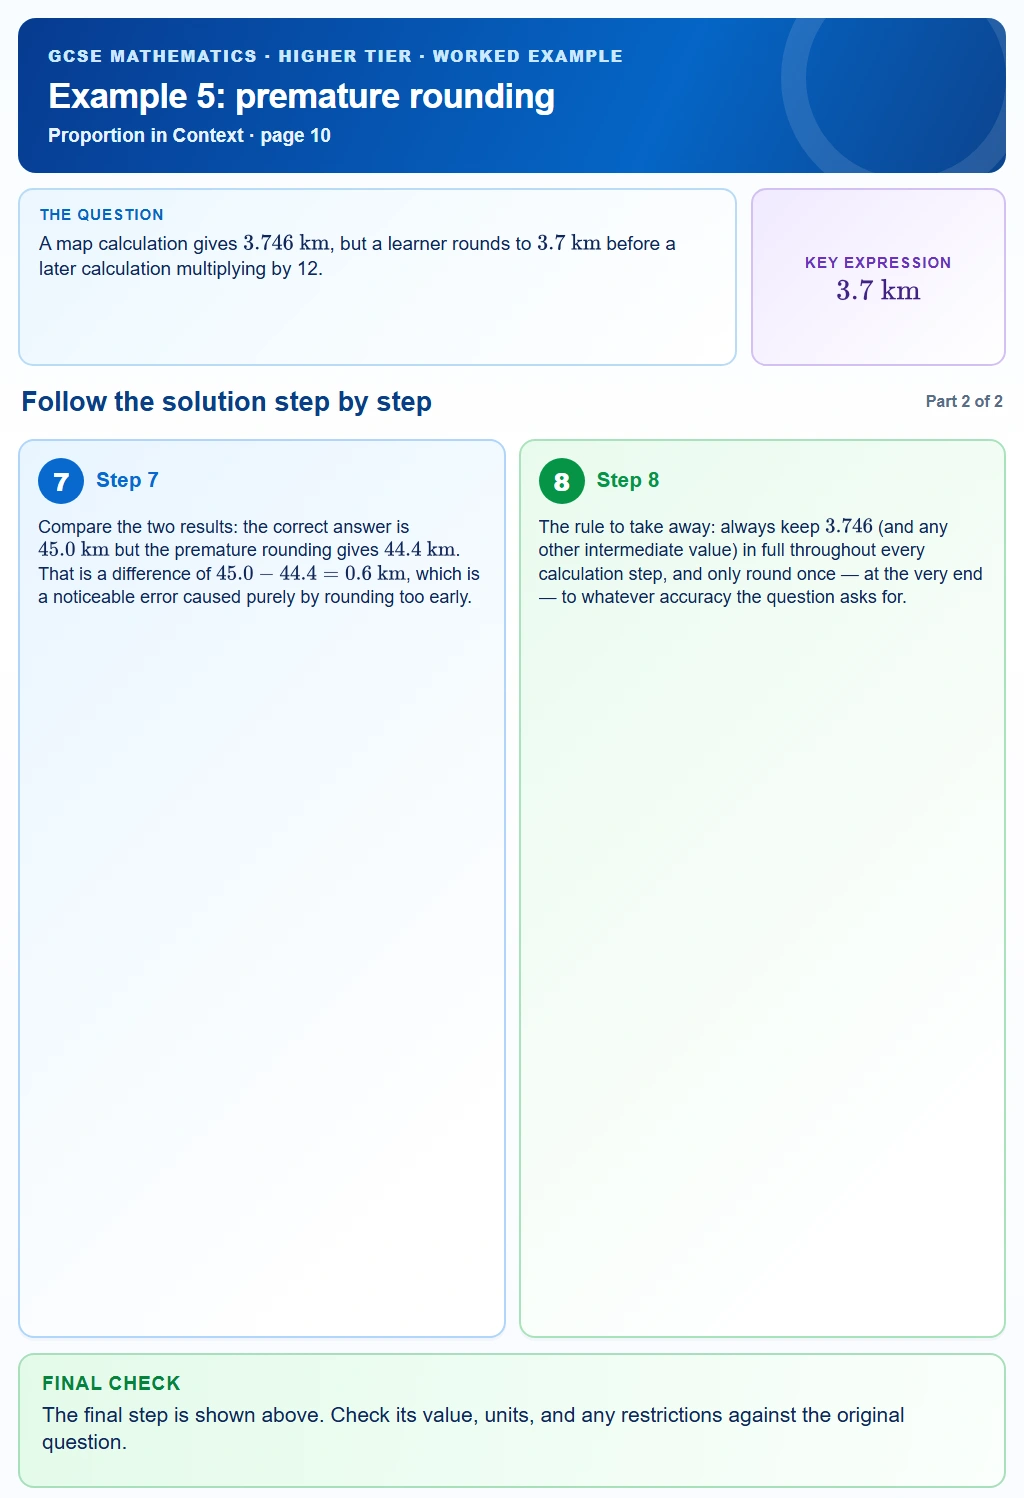 GCSE MATHEMATICS · HIGHER TIER · WORKED EXAMPLE
Example 5: premature rounding
Proportion in Context · page 10
THE QUESTION
A map calculation gives 3.746 km, but a learner rounds to 3.7 km before a
later calculation multiplying by 12.
KEY EXPRESSION
3.7 km
Follow the solution step by step
Part 2 of 2
7 Step 7
Compare the two results: the correct answer is
45.0 km but the premature rounding gives 44.4 km.
That is a difference of 45.0 − 44.4 = 0.6 km, which is
a noticeable error caused purely by rounding too early.
8 Step 8
The rule to take away: always keep 3.746 (and any
other intermediate value) in full throughout every
calculation step, and only round once — at the very end
— to whatever accuracy the question asks for.
FINAL CHECK
The final step is shown above. Check its value, units, and any restrictions against the original
question.